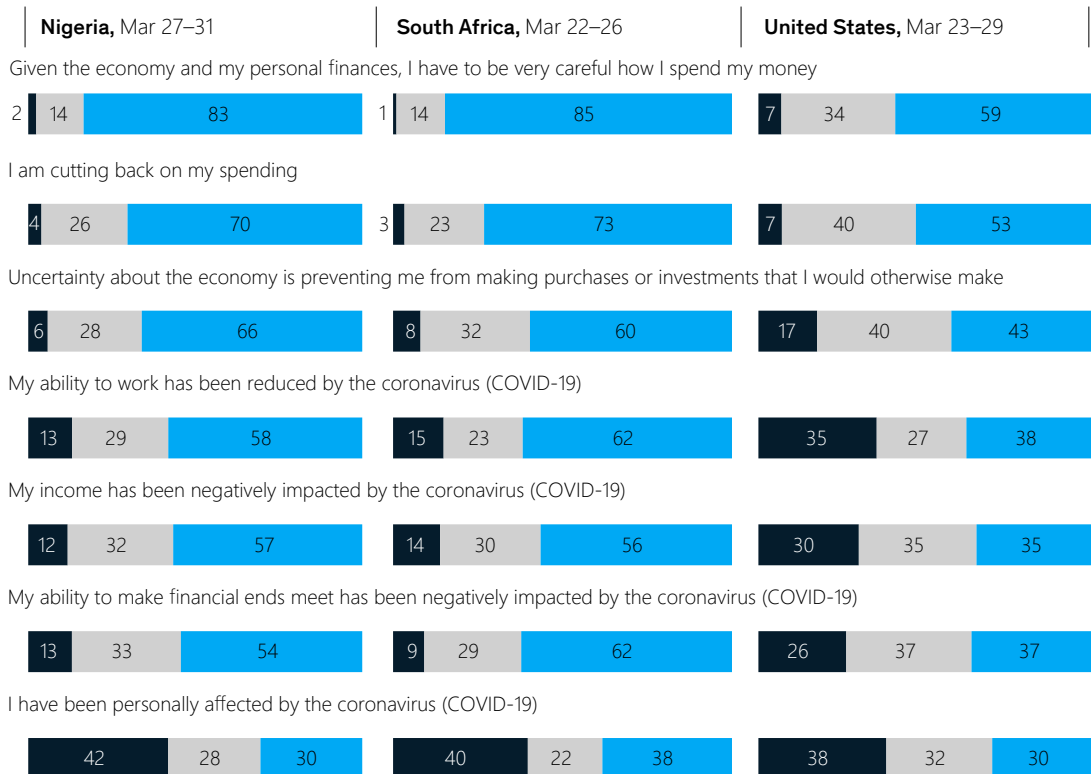 Nigeria, Mar 27–31 South Africa, Mar 22–26 United States, Mar 23–29
Given the economy and my personal finances, I have to be very careful how I spend my money
2 14 83 1 14 85 7 34 59
I am cutting back on my spending
4 26 70 3 23 73 7 40 53
Uncertainty about the economy is preventing me from making purchases or investments that I would otherwise make
6 28 66 8 32 60 17 40 43
My ability to work has been reduced by the coronavirus (COVID-19)
13 29 58 15 23 62 35 27 38
My income has been negatively impacted by the coronavirus (COVID-19)
12 32 57 14 30 56 30 35 35
My ability to make financial ends meet has been negatively impacted by the coronavirus (COVID-19)
13 33 54 9 29 62 26 37 37
I have been personally affected by the coronavirus (COVID-19)
42 28 30 40 22 38 38 32 30